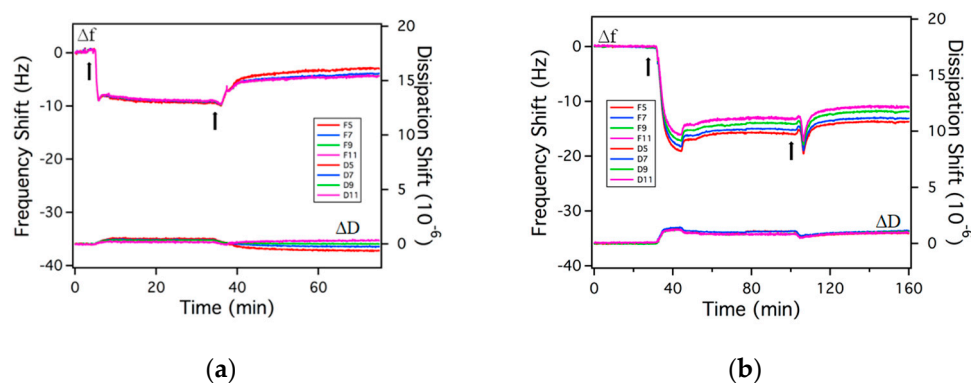 (a)
Δf
Frequency Shift (Hz)
0
-10
-20
-30
-40
F5
F7
F9
F11
D5
D7
D9
D11
ΔD
20
15
10
5
0
Dissipation Shift (10-6)
0
20
40
60
Time (min)
(b)
Δf
Frequency Shift (Hz)
0
-10
-20
-30
-40
F5
F7
F9
F11
D5
D7
D9
D11
ΔD
20
15
10
5
0
Dissipation Shift (10-6)
0
40
80
120
160
Time (min)
(a)
(b)